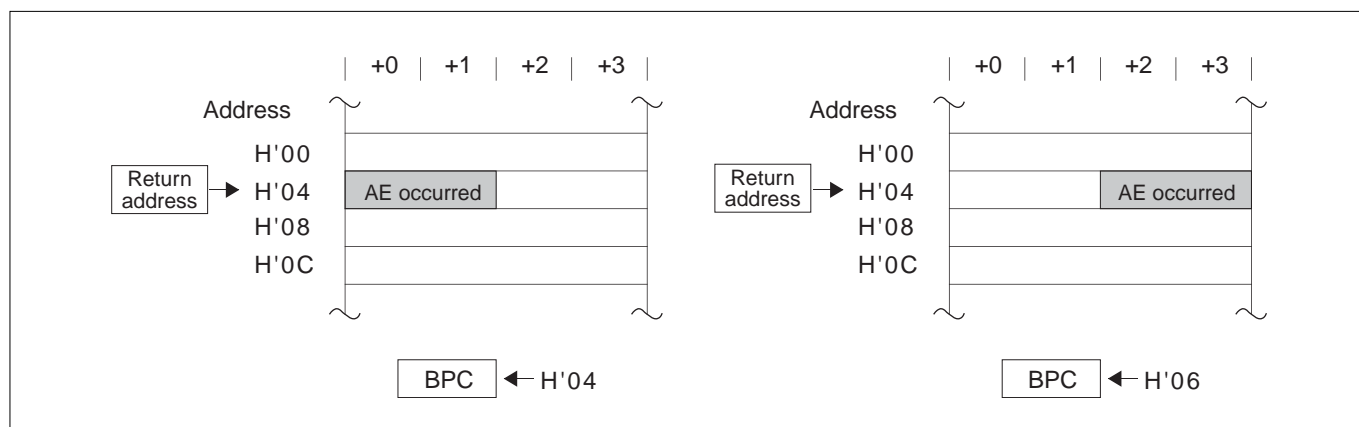 +0 +1 +2 +3
Address
H'00
Return address
H'04 AE occurred
H'08
H'0C
BPC H'04
+0 +1 +2 +3
Address
H'00
Return address
H'04 AE occurred
H'08
H'0C
BPC H'06